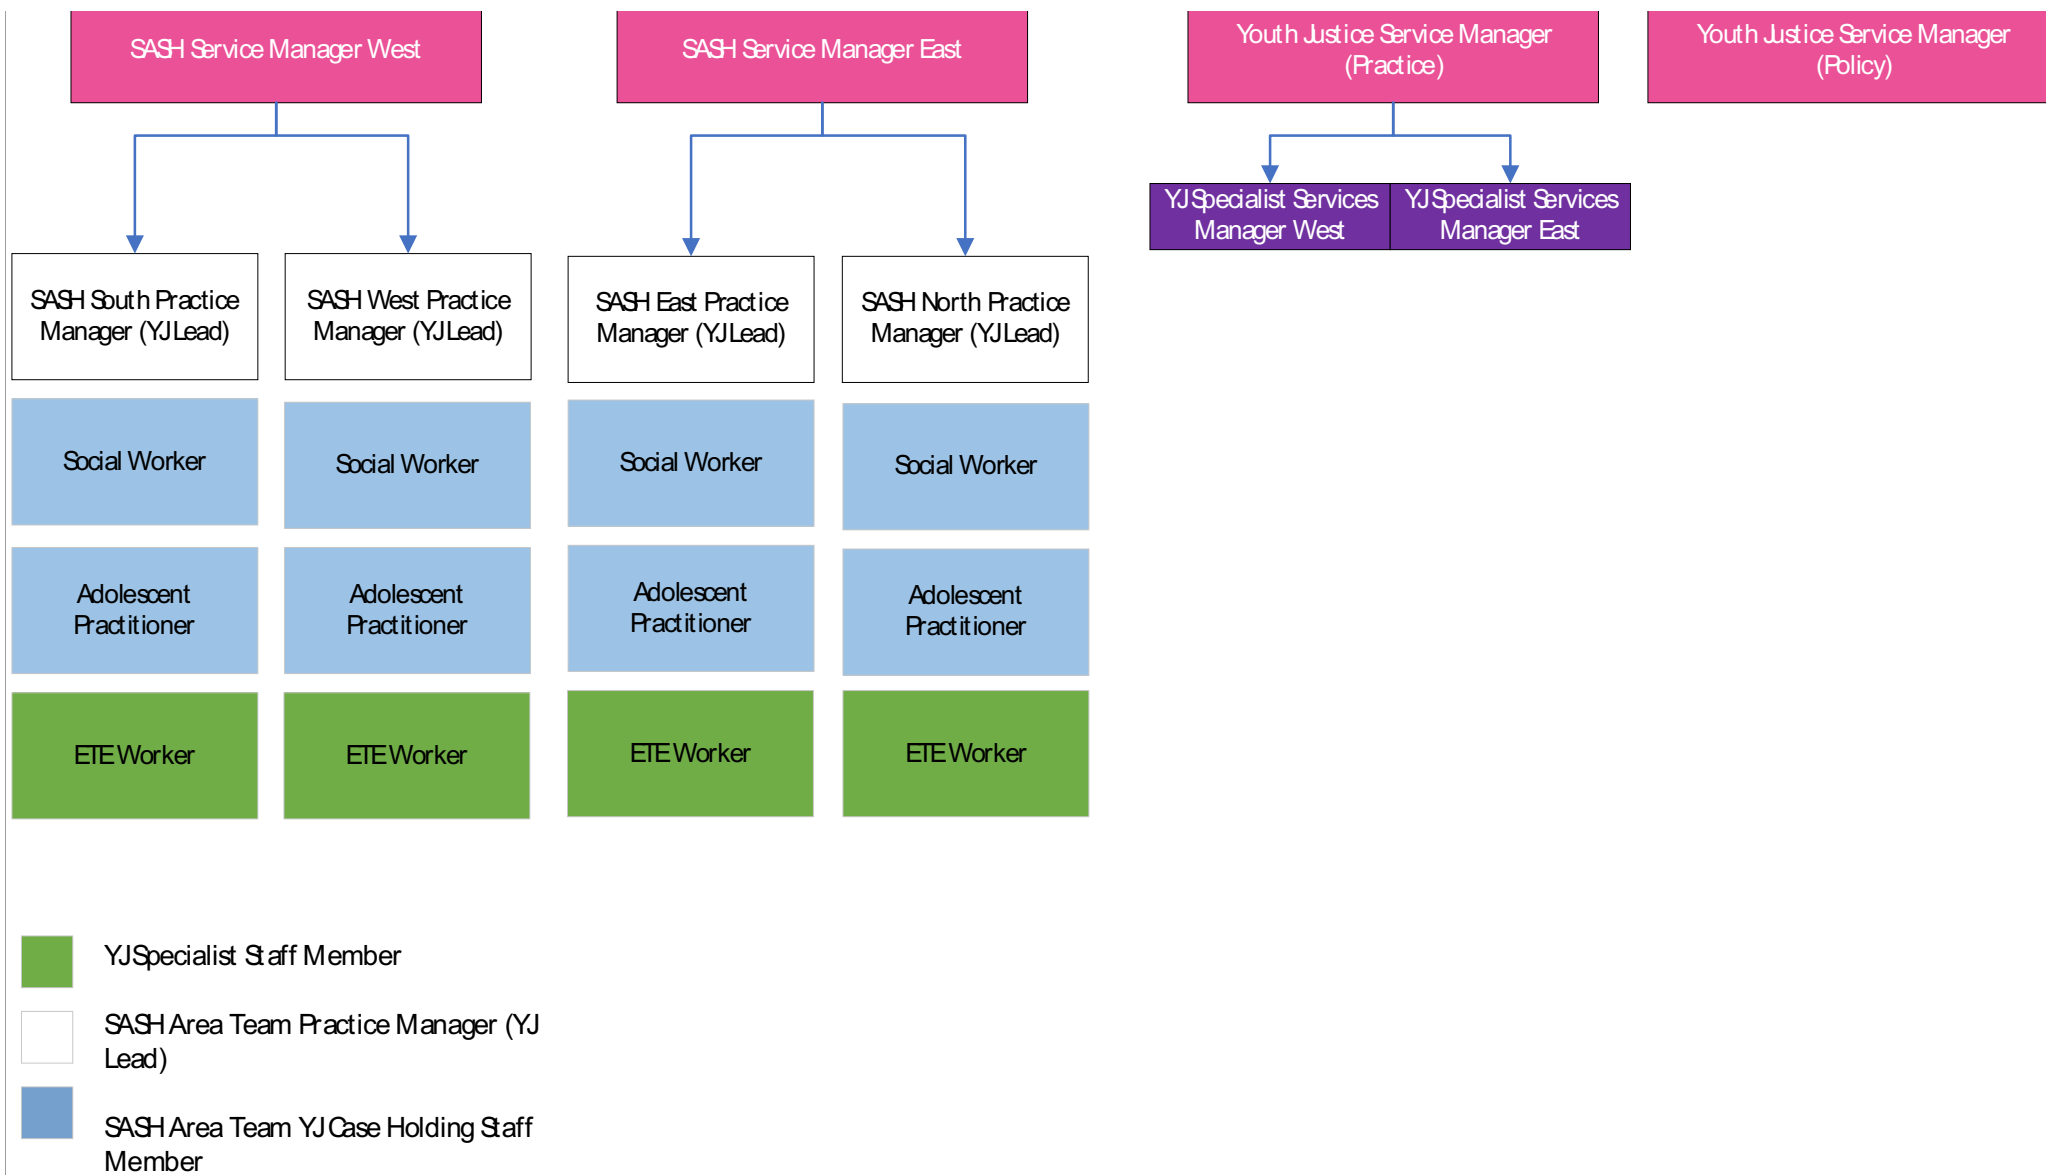 SASH Service Manager West
SASH Service Manager East
Youth Justice Service Manager
(Practice)
Youth Justice Service Manager
(Policy)
YJ Specialist Services
Manager West
YJ Specialist Services
Manager East
SASH South Practice
Manager (YJ Lead)
SASH West Practice
Manager (YJ Lead)
SASH East Practice
Manager (YJ Lead)
SASH North Practice
Manager (YJ Lead)
Social Worker
Social Worker
Social Worker
Social Worker
Adolescent
Practitioner
Adolescent
Practitioner
Adolescent
Practitioner
Adolescent
Practitioner
ETE Worker
ETE Worker
ETE Worker
ETE Worker
YJ Specialist Staff Member
SASH Area Team Practice Manager (YJ
Lead)
SASH Area Team YJ Case Holding Staff
Member